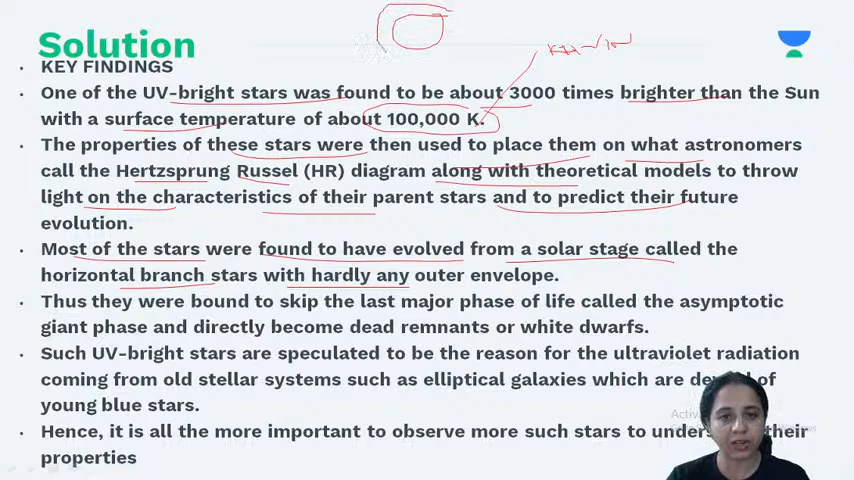 Solution
KEY FINDINGS
One of the UV-bright stars was found to be about 3000 times brighter than the Sun
with a surface temperature of about 100,000 K.
The properties of these stars were then used to place them on what astronomers
call the Hertzsprung Russel (HR) diagram along with theoretical models to throw
light on the characteristics of their parent stars and to predict their future
evolution.
Most of the stars were found to have evolved from a solar stage called the
horizontal branch stars with hardly any outer envelope.
Thus they were bound to skip the last major phase of life called the asymptotic
giant phase and directly become dead remnants or white dwarfs.
Such UV-bright stars are speculated to be the reason for the ultraviolet radiation
coming from old stellar systems such as elliptical galaxies which are of
young blue stars.
Hence, it is all the more important to observe more such stars to their
properties